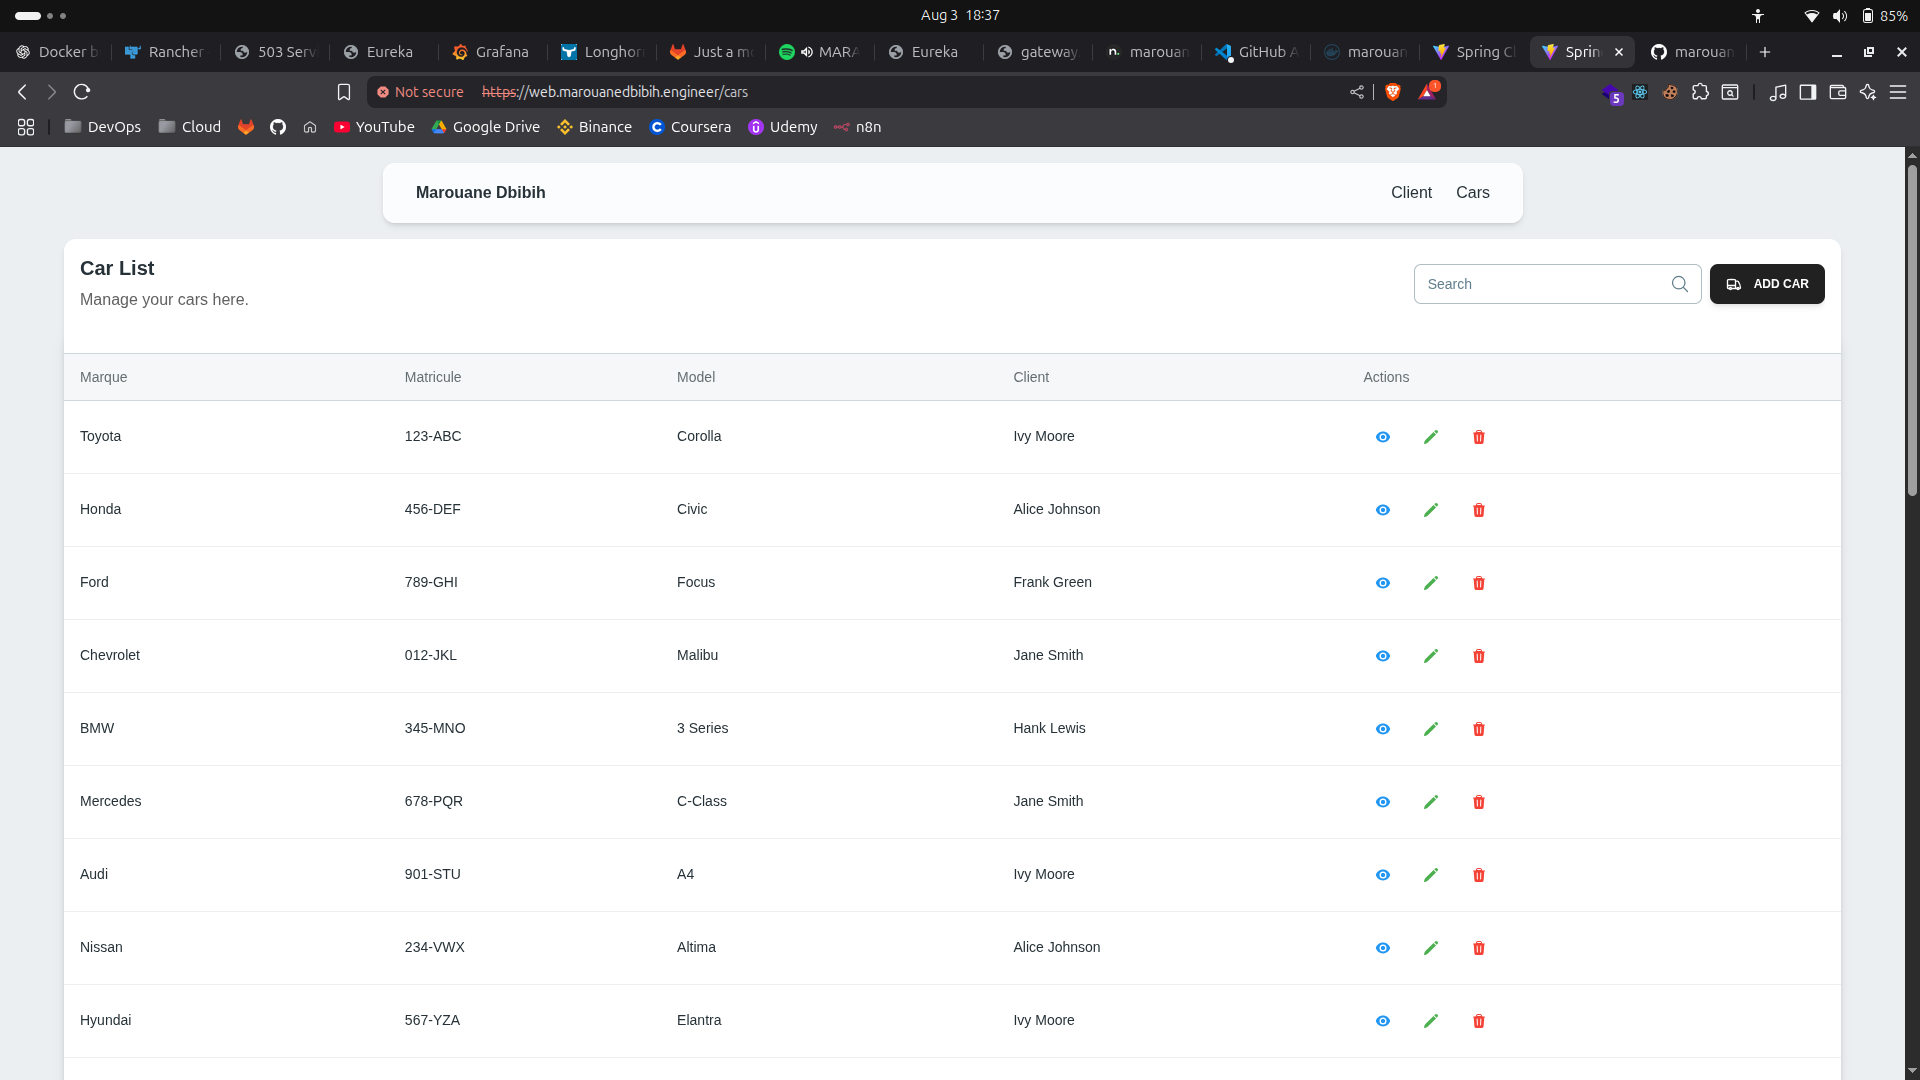 Aug 3 18:37
85%
Docker b
Rancher
503 Serv
Eureka
Grafana
Longhor
Just a m
MARA
Eureka
gateway.
marouan
GitHub A
marouan
Spring Cl
Sprin
marouan
Not secure https://web.marouanedbibih.engineer/cars
1
5
DevOps Cloud YouTube Google Drive Binance Coursera Udemy n8n
Marouane Dbibih Client Cars
Car List
Manage your cars here.
Search ADD CAR
Marque Matricule Model Client Actions
Toyota 123-ABC Corolla Ivy Moore
Honda 456-DEF Civic Alice Johnson
Ford 789-GHI Focus Frank Green
Chevrolet 012-JKL Malibu Jane Smith
BMW 345-MNO 3 Series Hank Lewis
Mercedes 678-PQR C-Class Jane Smith
Audi 901-STU A4 Ivy Moore
Nissan 234-VWX Altima Alice Johnson
Hyundai 567-YZA Elantra Ivy Moore